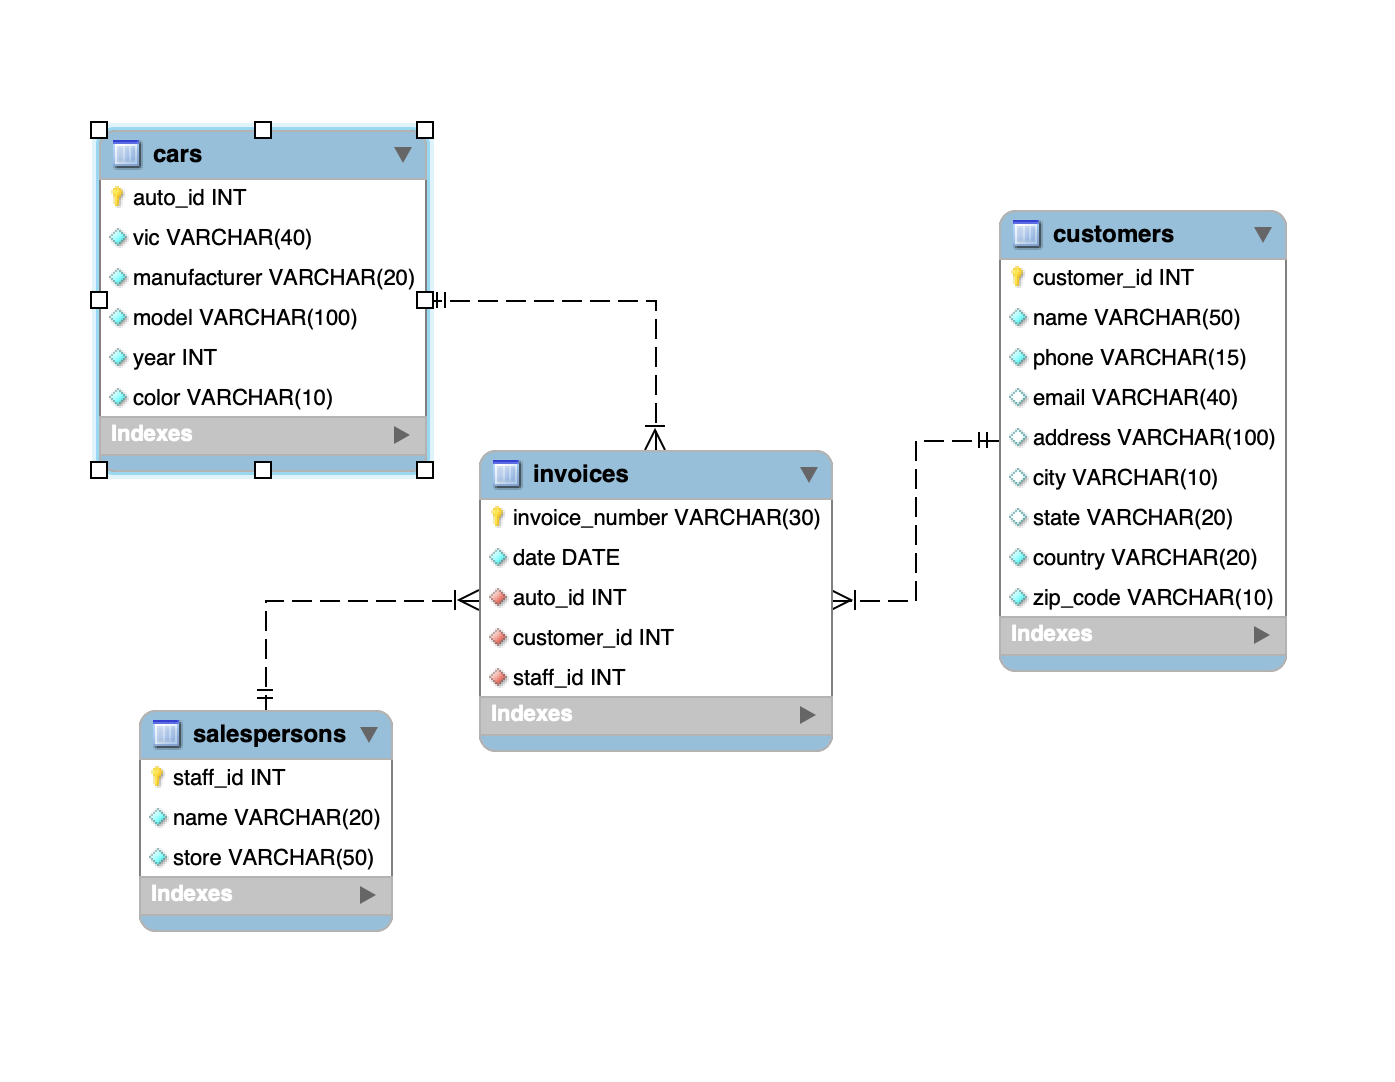 cars
auto_id INT
vic VARCHAR(40)
manufacturer VARCHAR(20)
model VARCHAR(100)
year INT
color VARCHAR(10)
Indexes
customers
customer_id INT
name VARCHAR(50)
phone VARCHAR(15)
email VARCHAR(40)
address VARCHAR(100)
city VARCHAR(10)
state VARCHAR(20)
country VARCHAR(20)
zip_code VARCHAR(10)
Indexes
invoices
invoice_number VARCHAR(30)
date DATE
auto_id INT
customer_id INT
staff_id INT
Indexes
salespersons
staff_id INT
name VARCHAR(20)
store VARCHAR(50)
Indexes